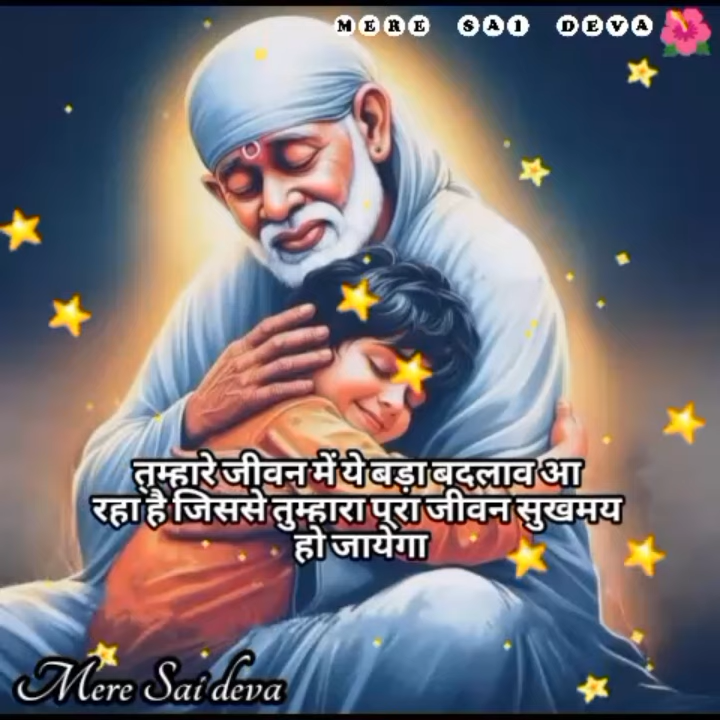 MERE SAI DEVA
तुम्हारे जीवन में ये बड़ा बदलाव आ
रहा है जिससे तुम्हारा पूरा जीवन सुखमय
हो जायेगा
Mere Sai deva